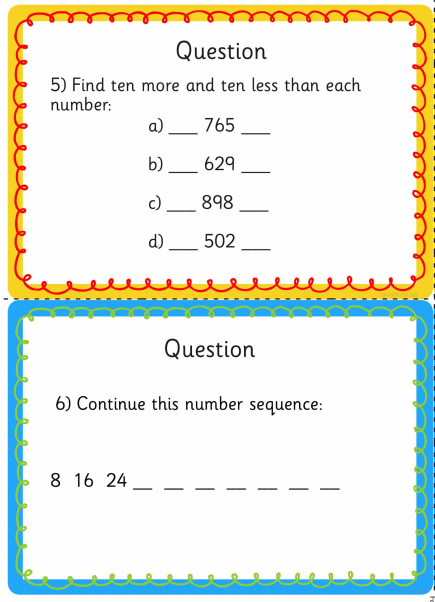 Question
5) Find ten more and ten less than each
number:
a) ___ 765 ___
b) ___ 629 ___
c) ___ 898 ___
d) ___ 502 ___
Question
6) Continue this number sequence:
8 16 24 __ __ __ __ __ __ __